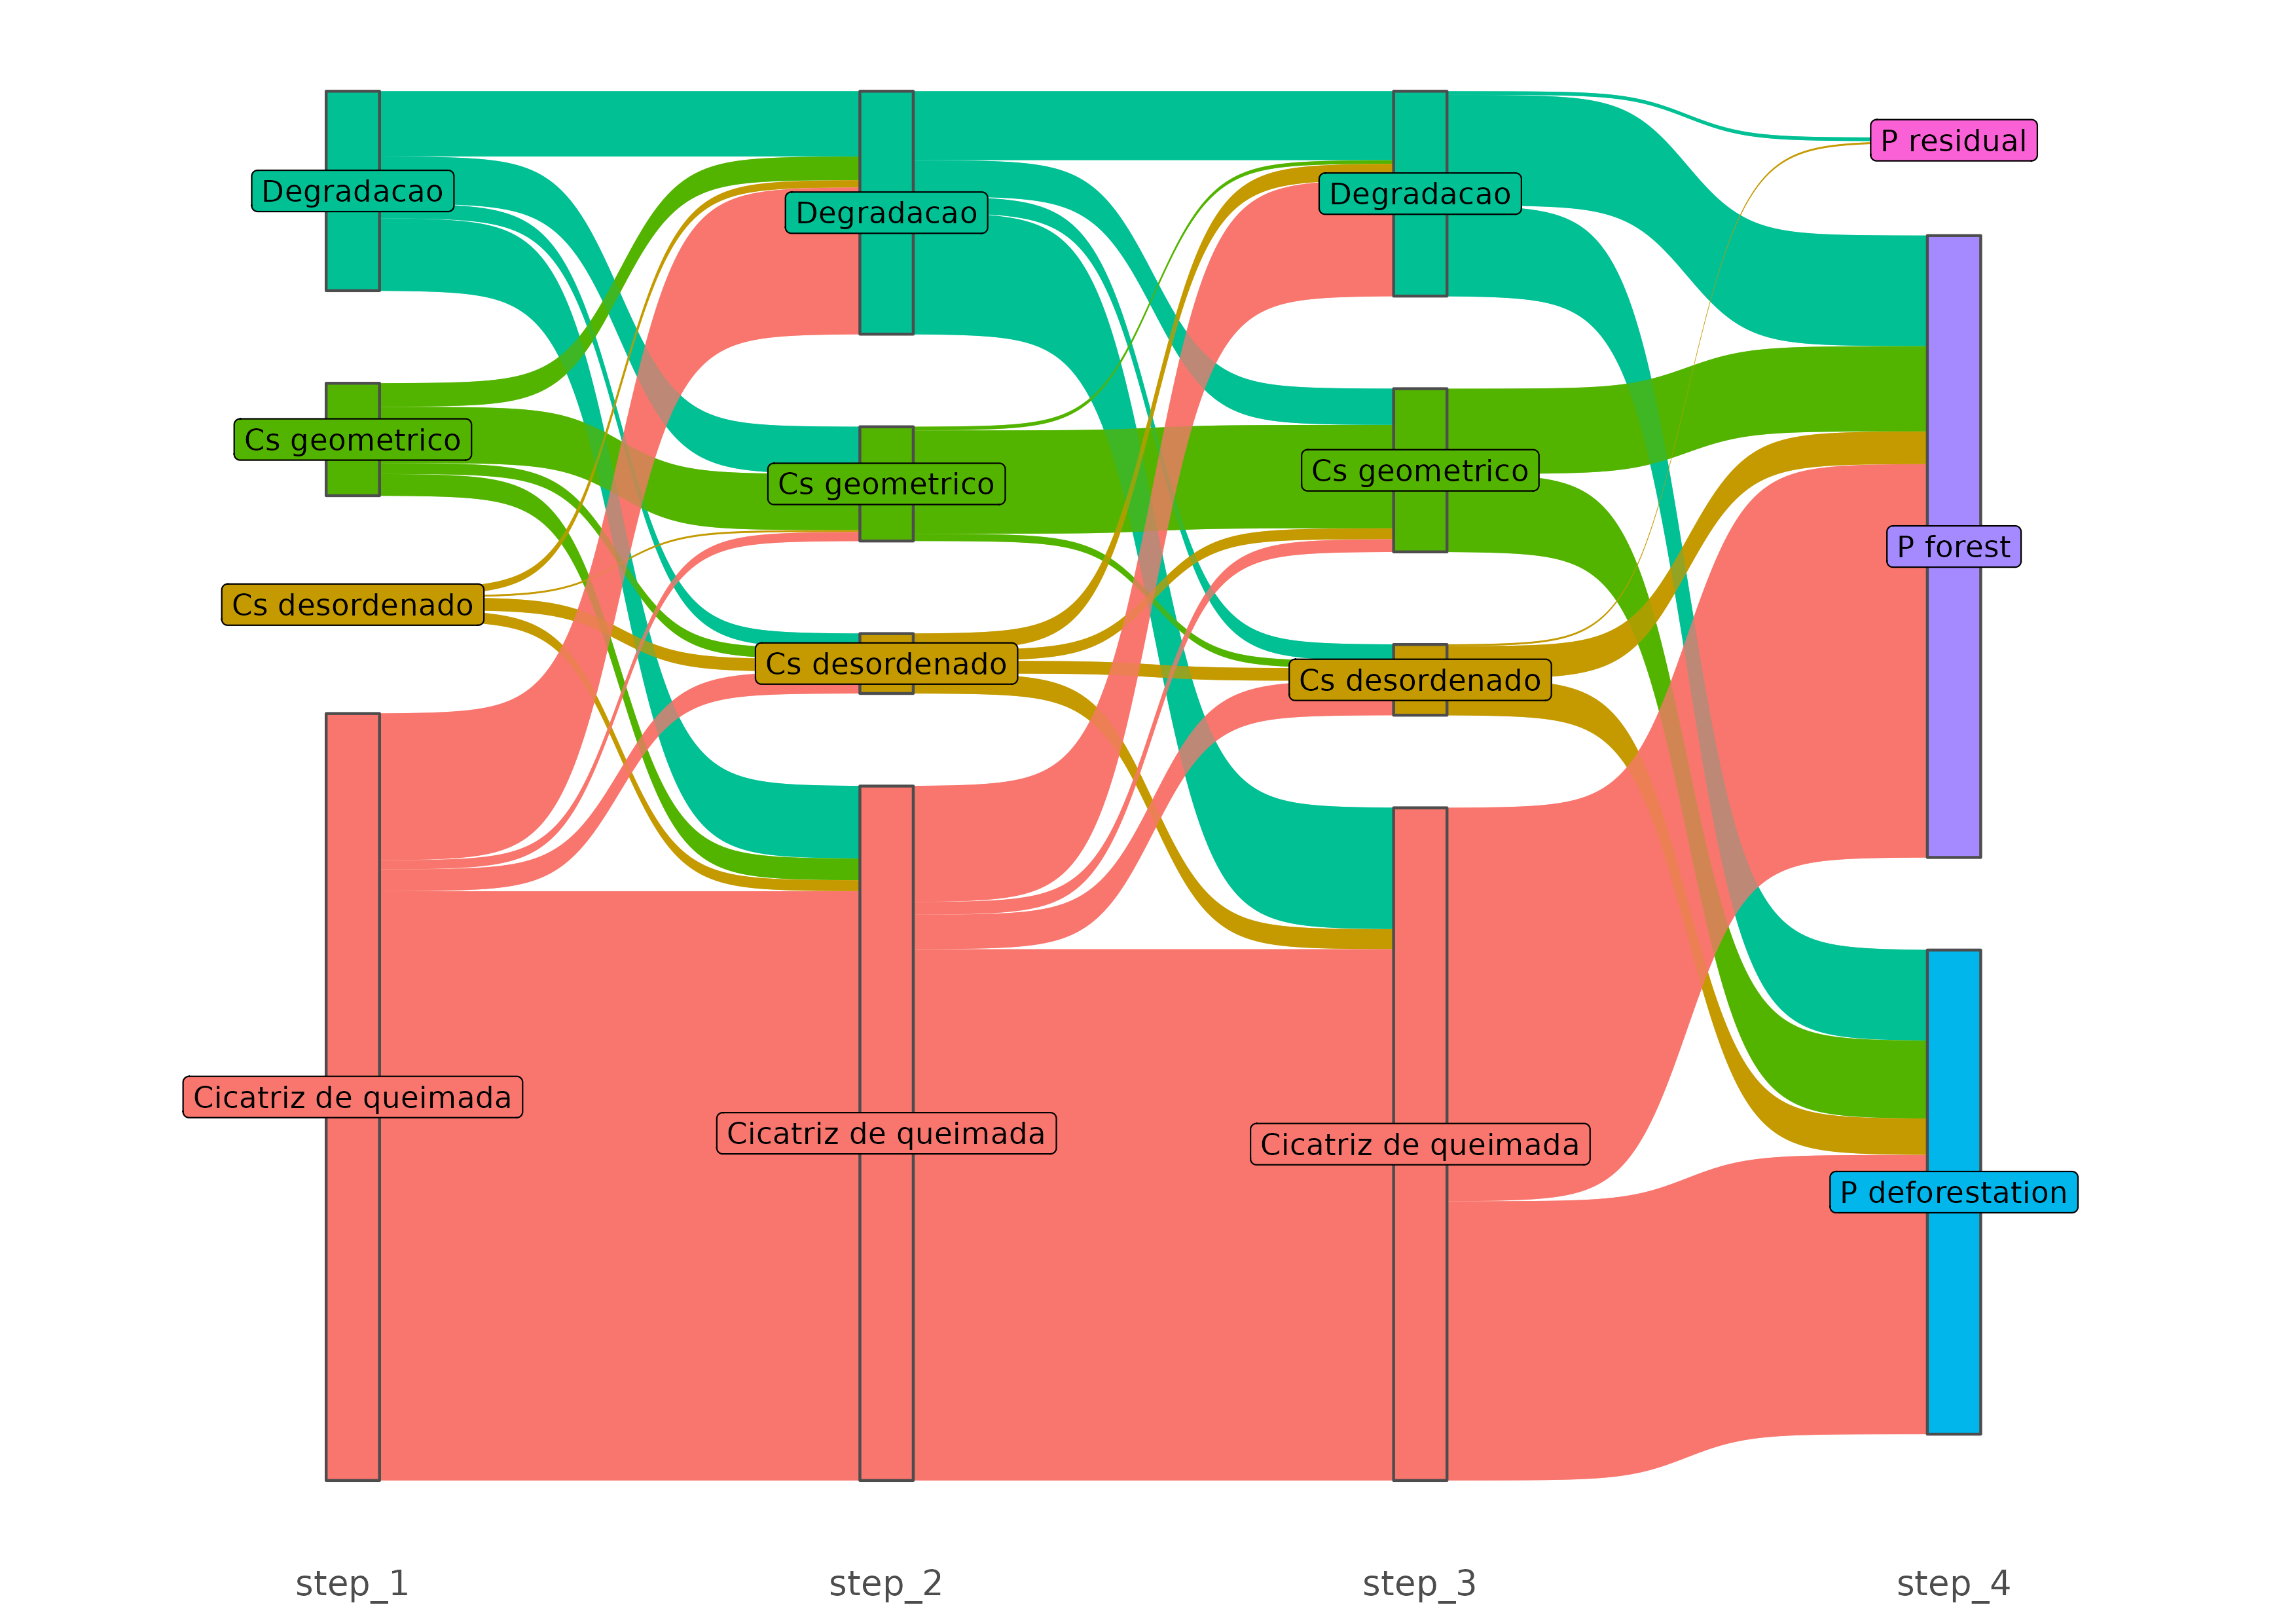 Degradacao
Cs geometrico
Cs desordenado
Cicatriz de queimada
Degradacao
Cs geometrico
Cs desordenado
Cicatriz de queimada
Degradacao
Cs geometrico
Cs desordenado
Cicatriz de queimada
P residual
P forest
P deforestation
step_1
step_2
step_3
step_4